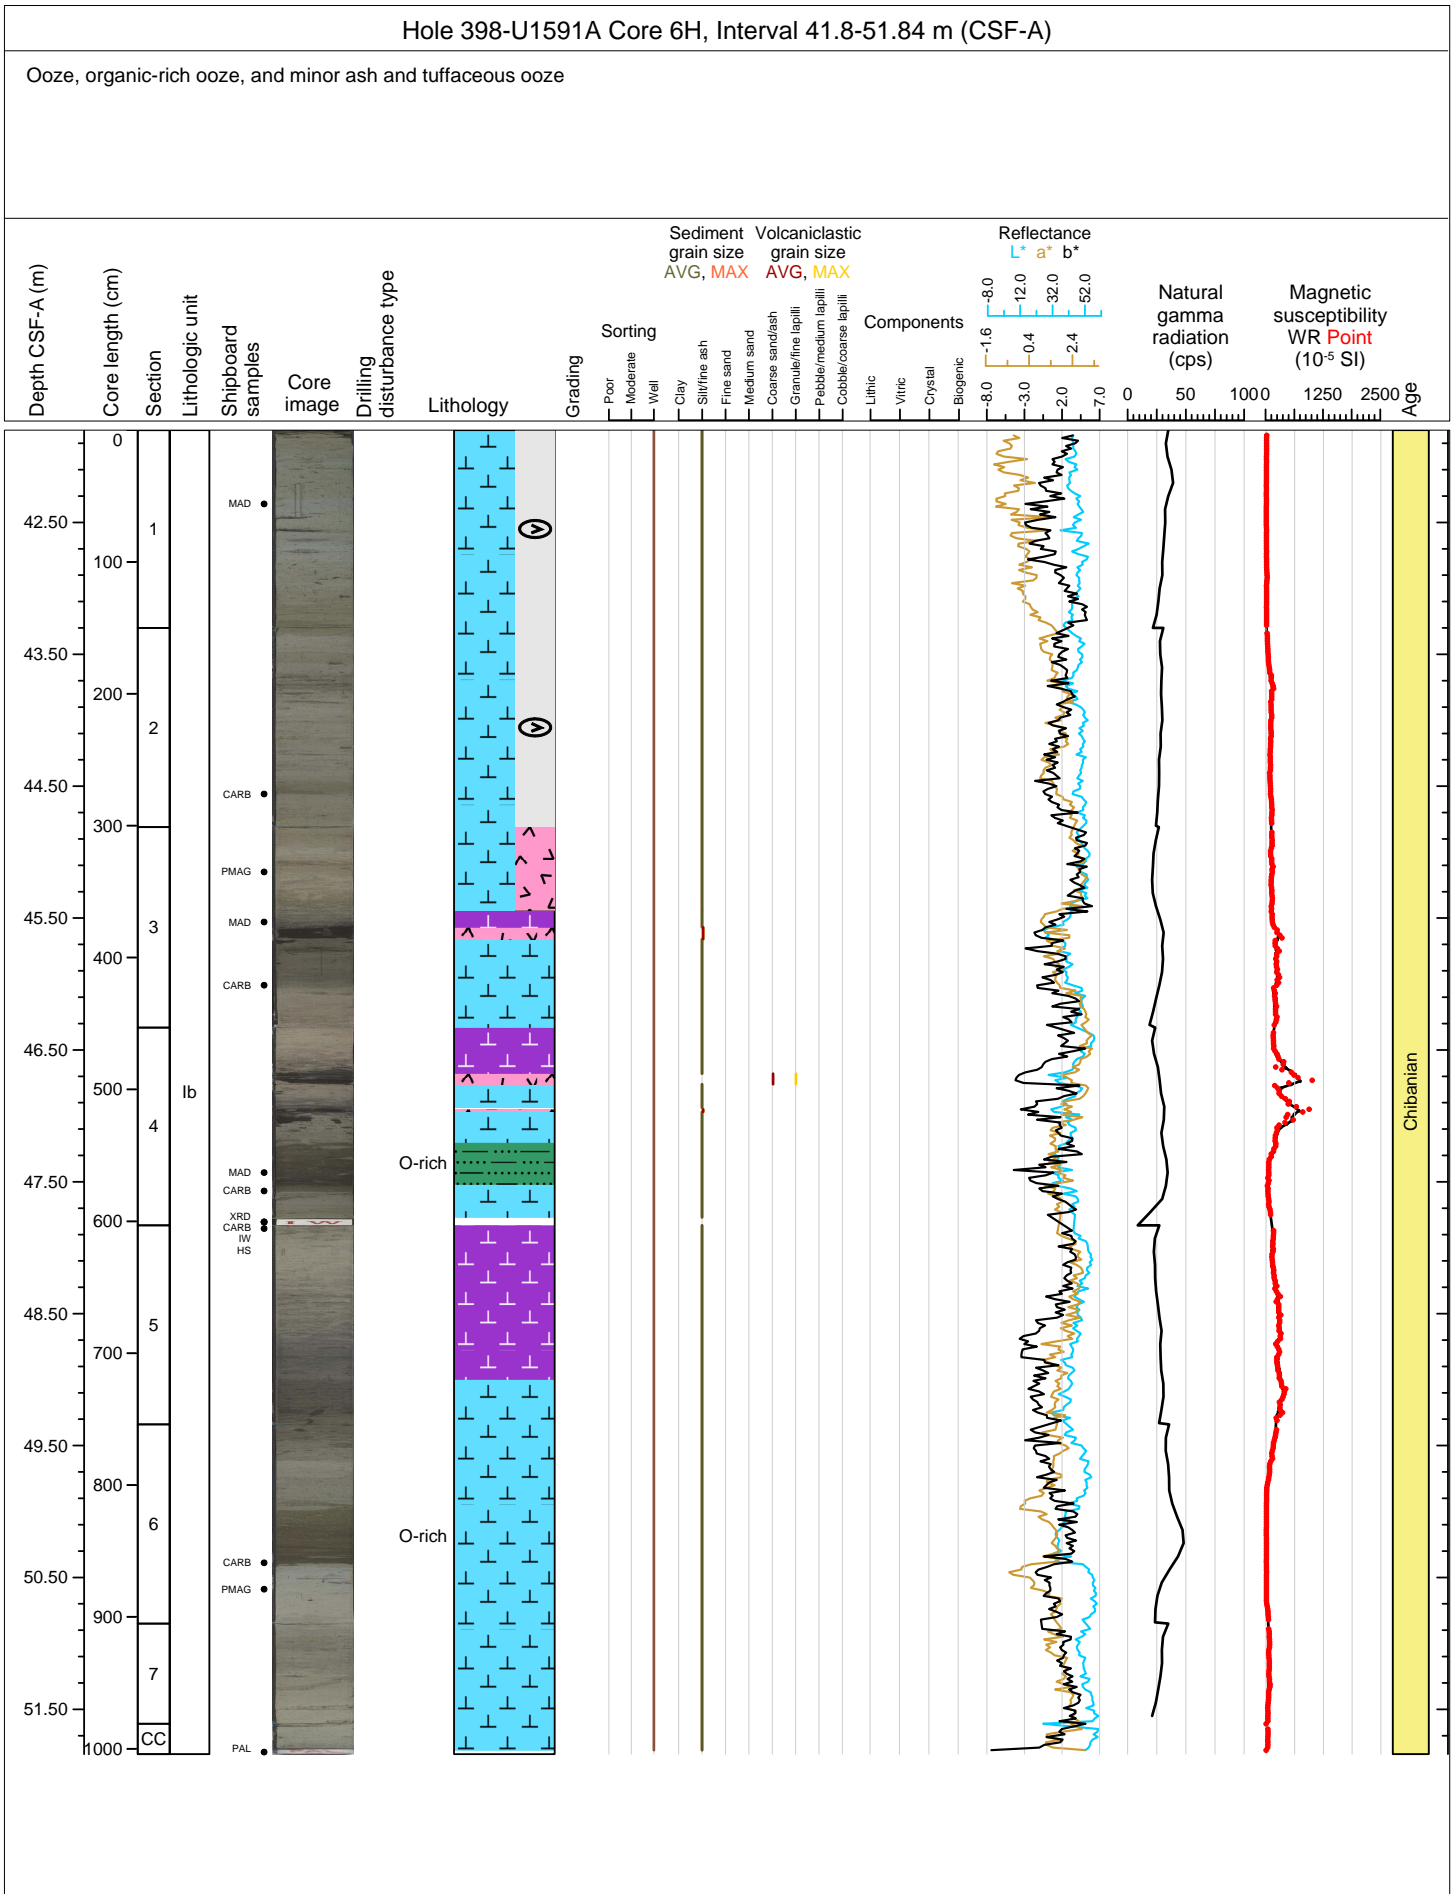 Hole 398-U1591A Core 6H, Interval 41.8-51.84 m (CSF-A)
Ooze, organic-rich ooze, and minor ash and tuffaceous ooze
Depth CSF-A (m)
Core length (cm)
Section
Lithologic unit
Shipboard
samples
Core
image
Drilling
disturbance type
Lithology
Grading
Sorting
Poor
Moderate
Well
Sediment
grain size
AVG, MAX
Volcaniclastic
grain size
AVG, MAX
Clay
Silt/fine ash
Fine sand
Medium sand
Coarse sand/ash
Granule/fine lapilli
Pebble/medium lapilli
Cobble/coarse lapilli
Components
Lithic
Vitric
Crystal
Biogenic
Reflectance
L* a* b*
-8.0 12.0 32.0 52.0
-1.6 0.4 2.4
-8.0 -3.0 2.0 7.0
Natural
gamma
radiation
(cps)
0 50 100
Magnetic
susceptibility
WR Point
(10-5 SI)
0 1250 2500
Age
0
MAD
42.50
1
100
43.50
200
2
44.50
CARB
300
PMAG
45.50
MAD
3
400
CARB
46.50
500
Ib
Chibanian
4
O-rich
MAD
47.50
CARB
XRD
600
CARB
IW
HS
48.50
5
700
49.50
800
6
O-rich
CARB
50.50
PMAG
900
7
51.50
CC
1000
PAL